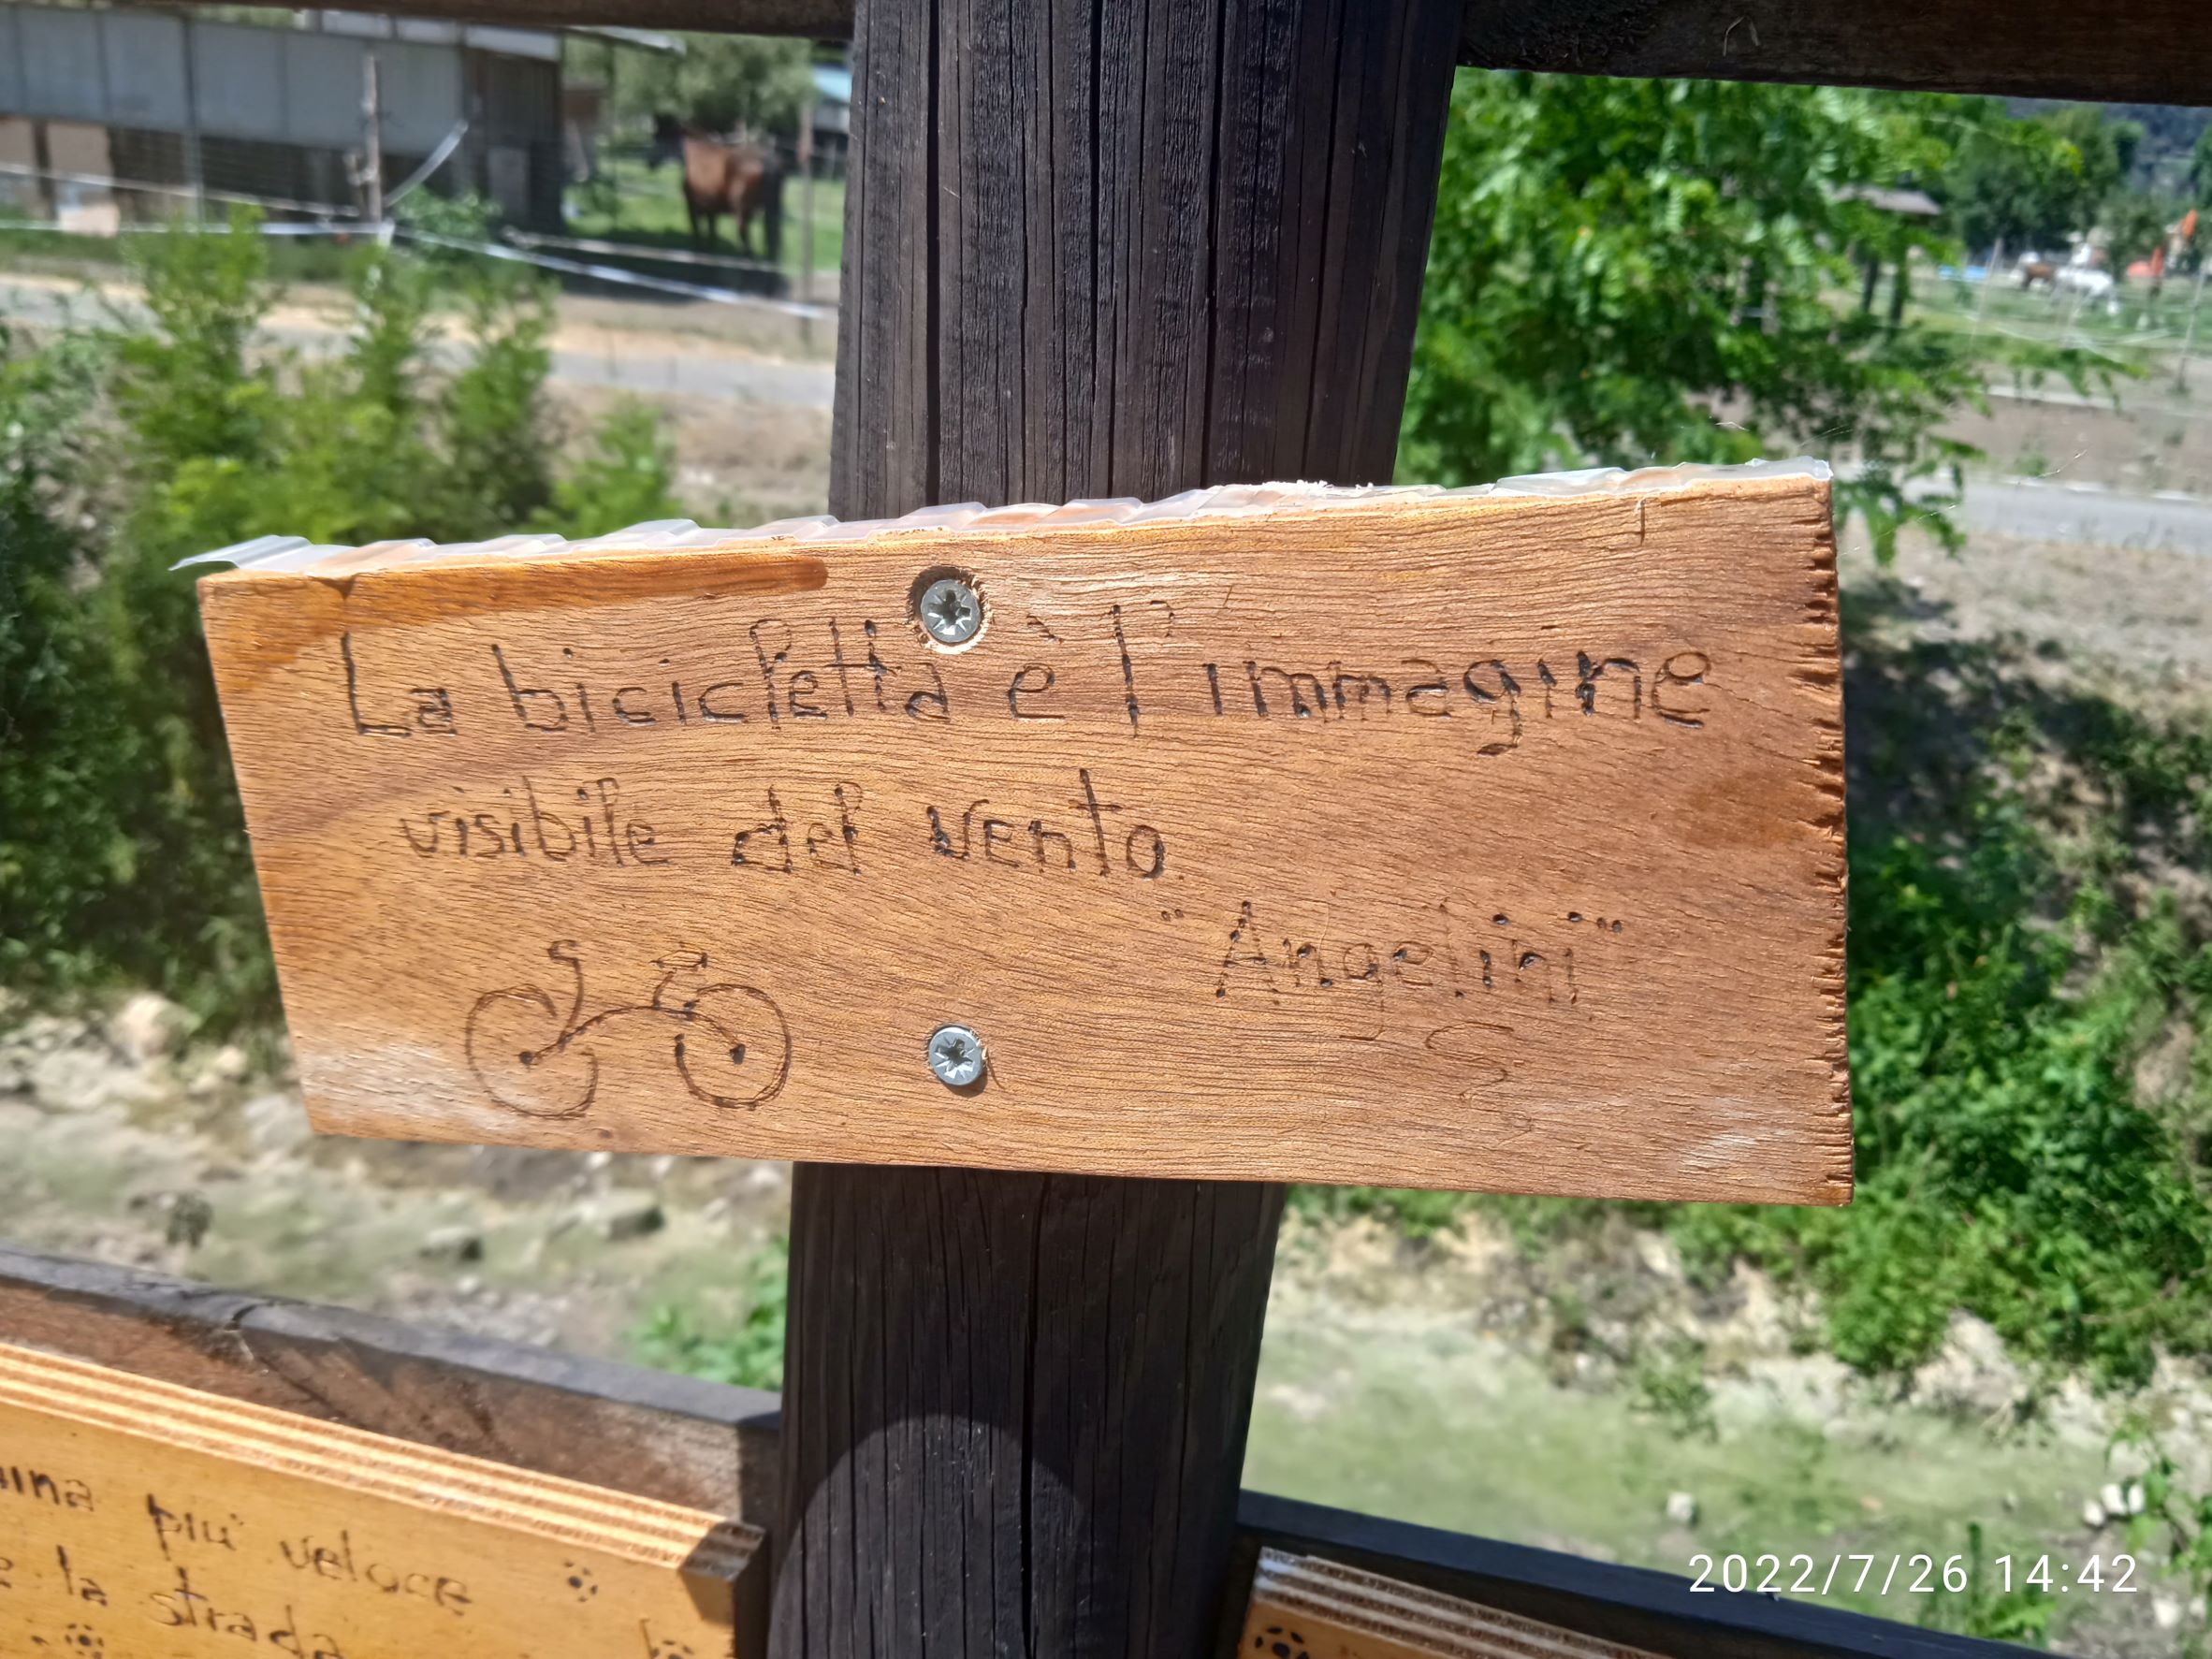 La bicicletta è l'immagine
visibile del vento.
"Angelini"
più veloce
la strada
2022/7/26 14:42